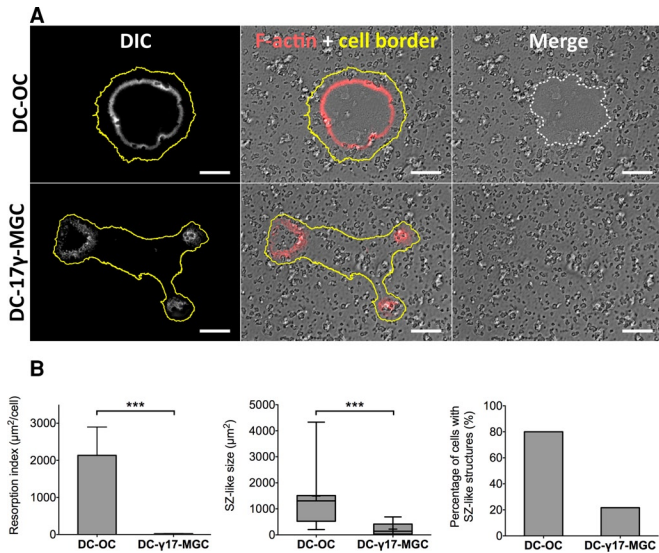 A
DIC
F-actin + cell border
Merge
DC-OC
DC-17γ-MGC
B
Resorption index (µm²/cell)
3000
2000
1000
0
***
DC-OC
DC-γ17-MGC
SZ-like size (µm²)
5000
4000
3000
2000
1000
0
***
DC-OC
DC-γ17-MGC
Percentage of cells with
SZ-like structures (%)
100
80
60
40
20
0
DC-OC
DC-γ17-MGC